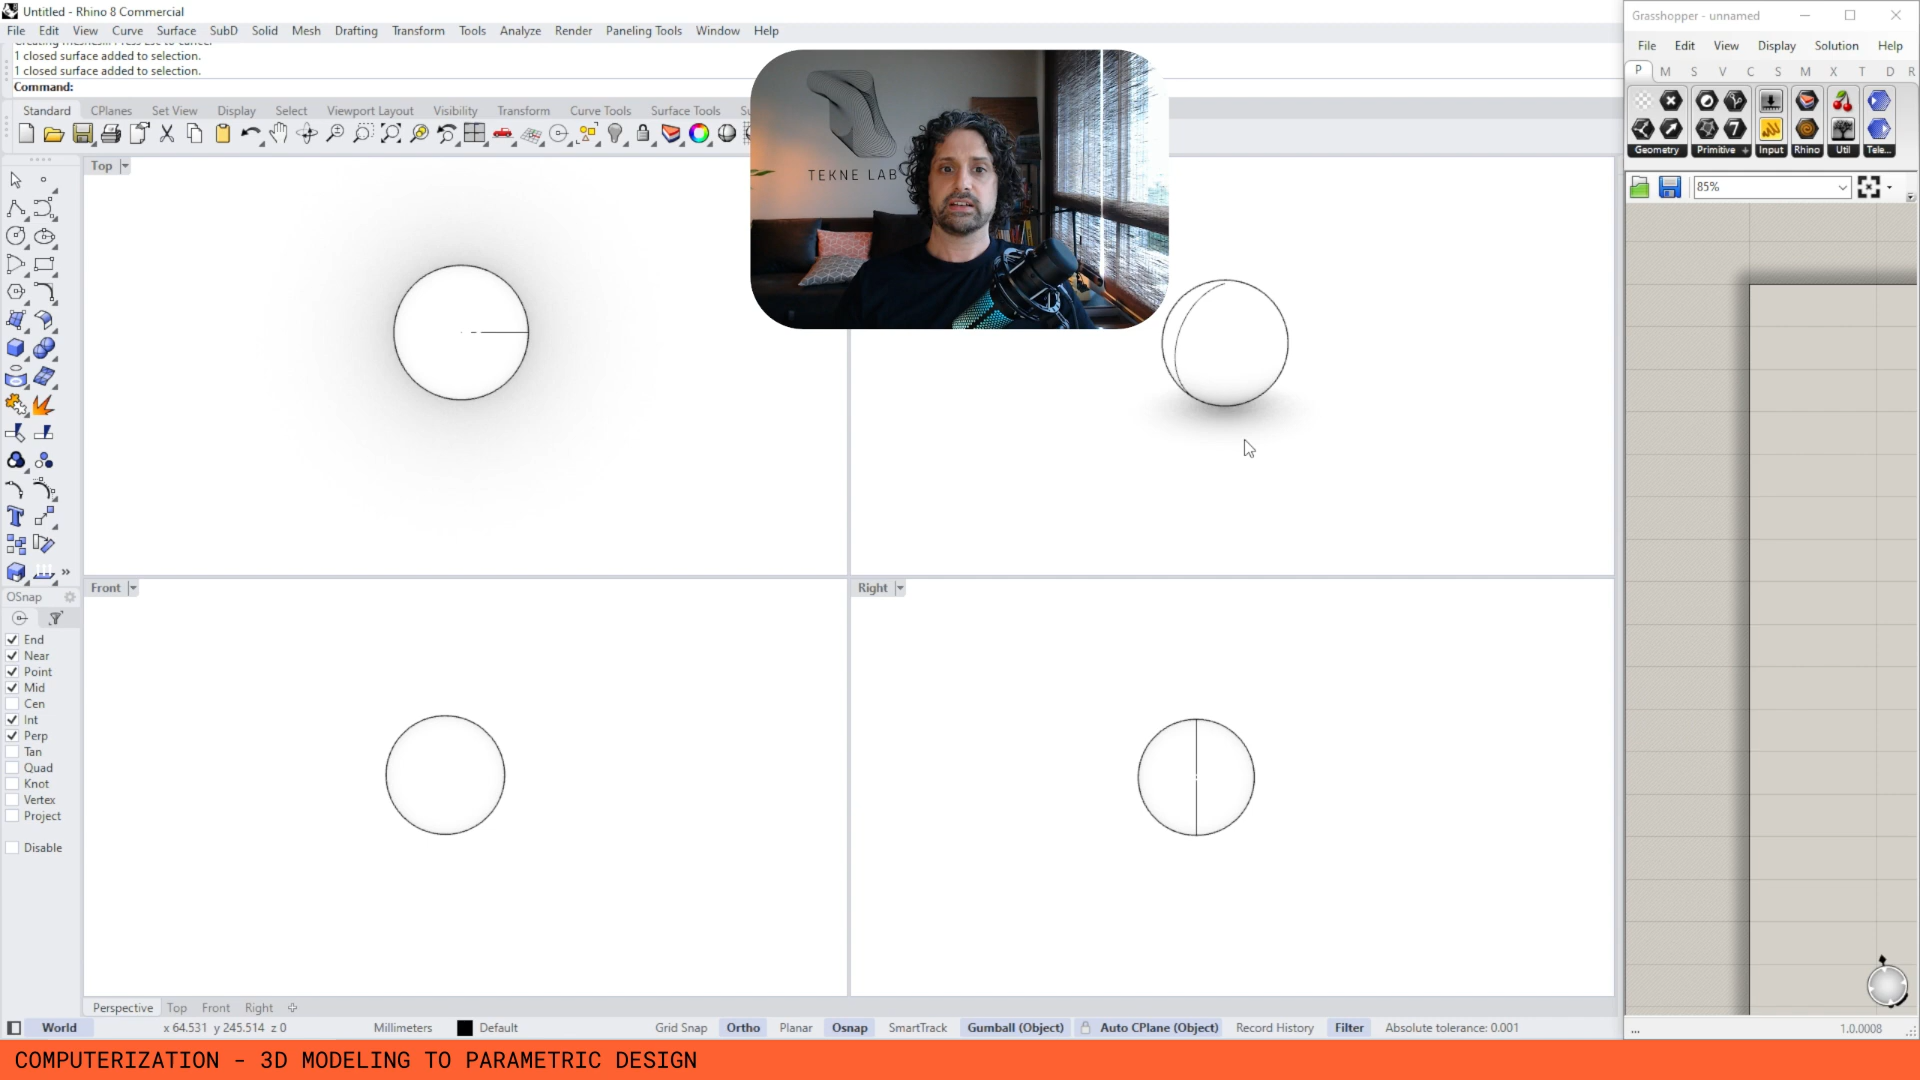 Untitled - Rhino 8 Commercial
File Edit View Curve Surface SubD Solid Mesh Drafting Transform Tools Analyze Render Paneling Tools Window Help
1 closed surface added to selection.
1 closed surface added to selection.
Command:
Standard CPlanes Set View Display Select Viewport Layout Visibility Transform Curve Tools Surface Tools
Top
TEKNE LAB
Front
Right
OSnap
End
Near
Point
Mid
Cen
Int
Perp
Tan
Quad
Knot
Vertex
Project
Disable
Perspective Top Front Right
World x 64.531 y 245.514 z 0 Millimeters Default Grid Snap Ortho Planar Osnap SmartTrack Gumball (Object) Auto CPlane (Object) Record History Filter Absolute tolerance: 0.001
Grasshopper - unnamed
File Edit View Display Solution Help
P M S V C S M X T D R
Geometry Primitive Input Rhino Util Tele...
85%
... 1.0.0008
COMPUTERIZATION - 3D MODELING TO PARAMETRIC DESIGN